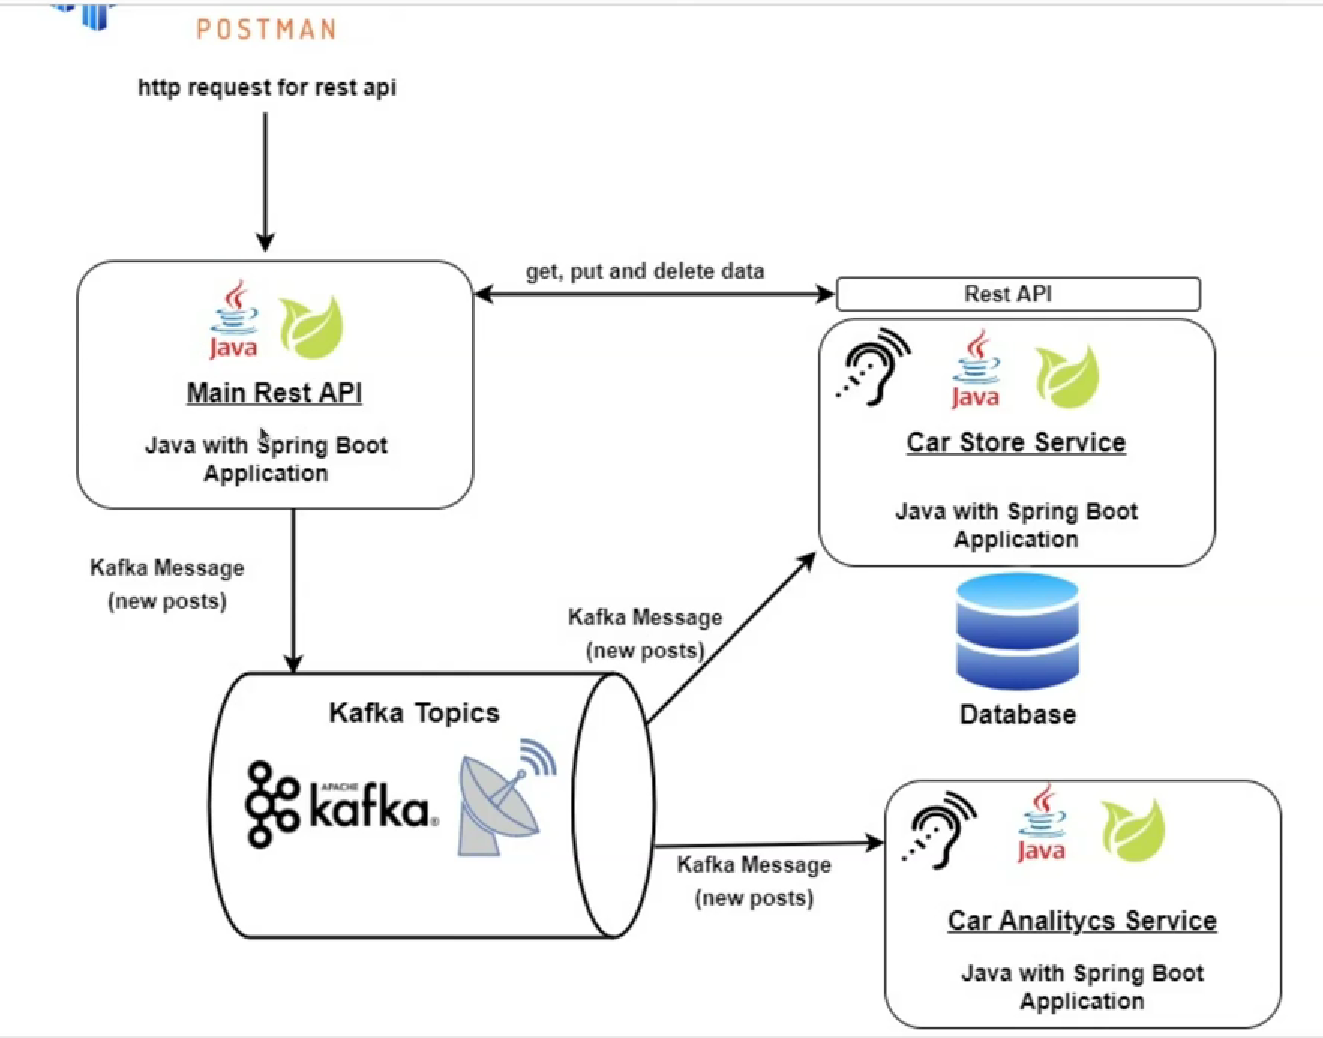 POSTMAN
http request for rest api
get, put and delete data
Rest API
Java
Main Rest API
Java with Spring Boot
Application
Java
Car Store Service
Java with Spring Boot
Application
Kafka Message
(new posts)
Kafka Message
(new posts)
Database
Kafka Topics
APACHE
kafka®
Kafka Message
(new posts)
Java
Car Analitycs Service
Java with Spring Boot
Application